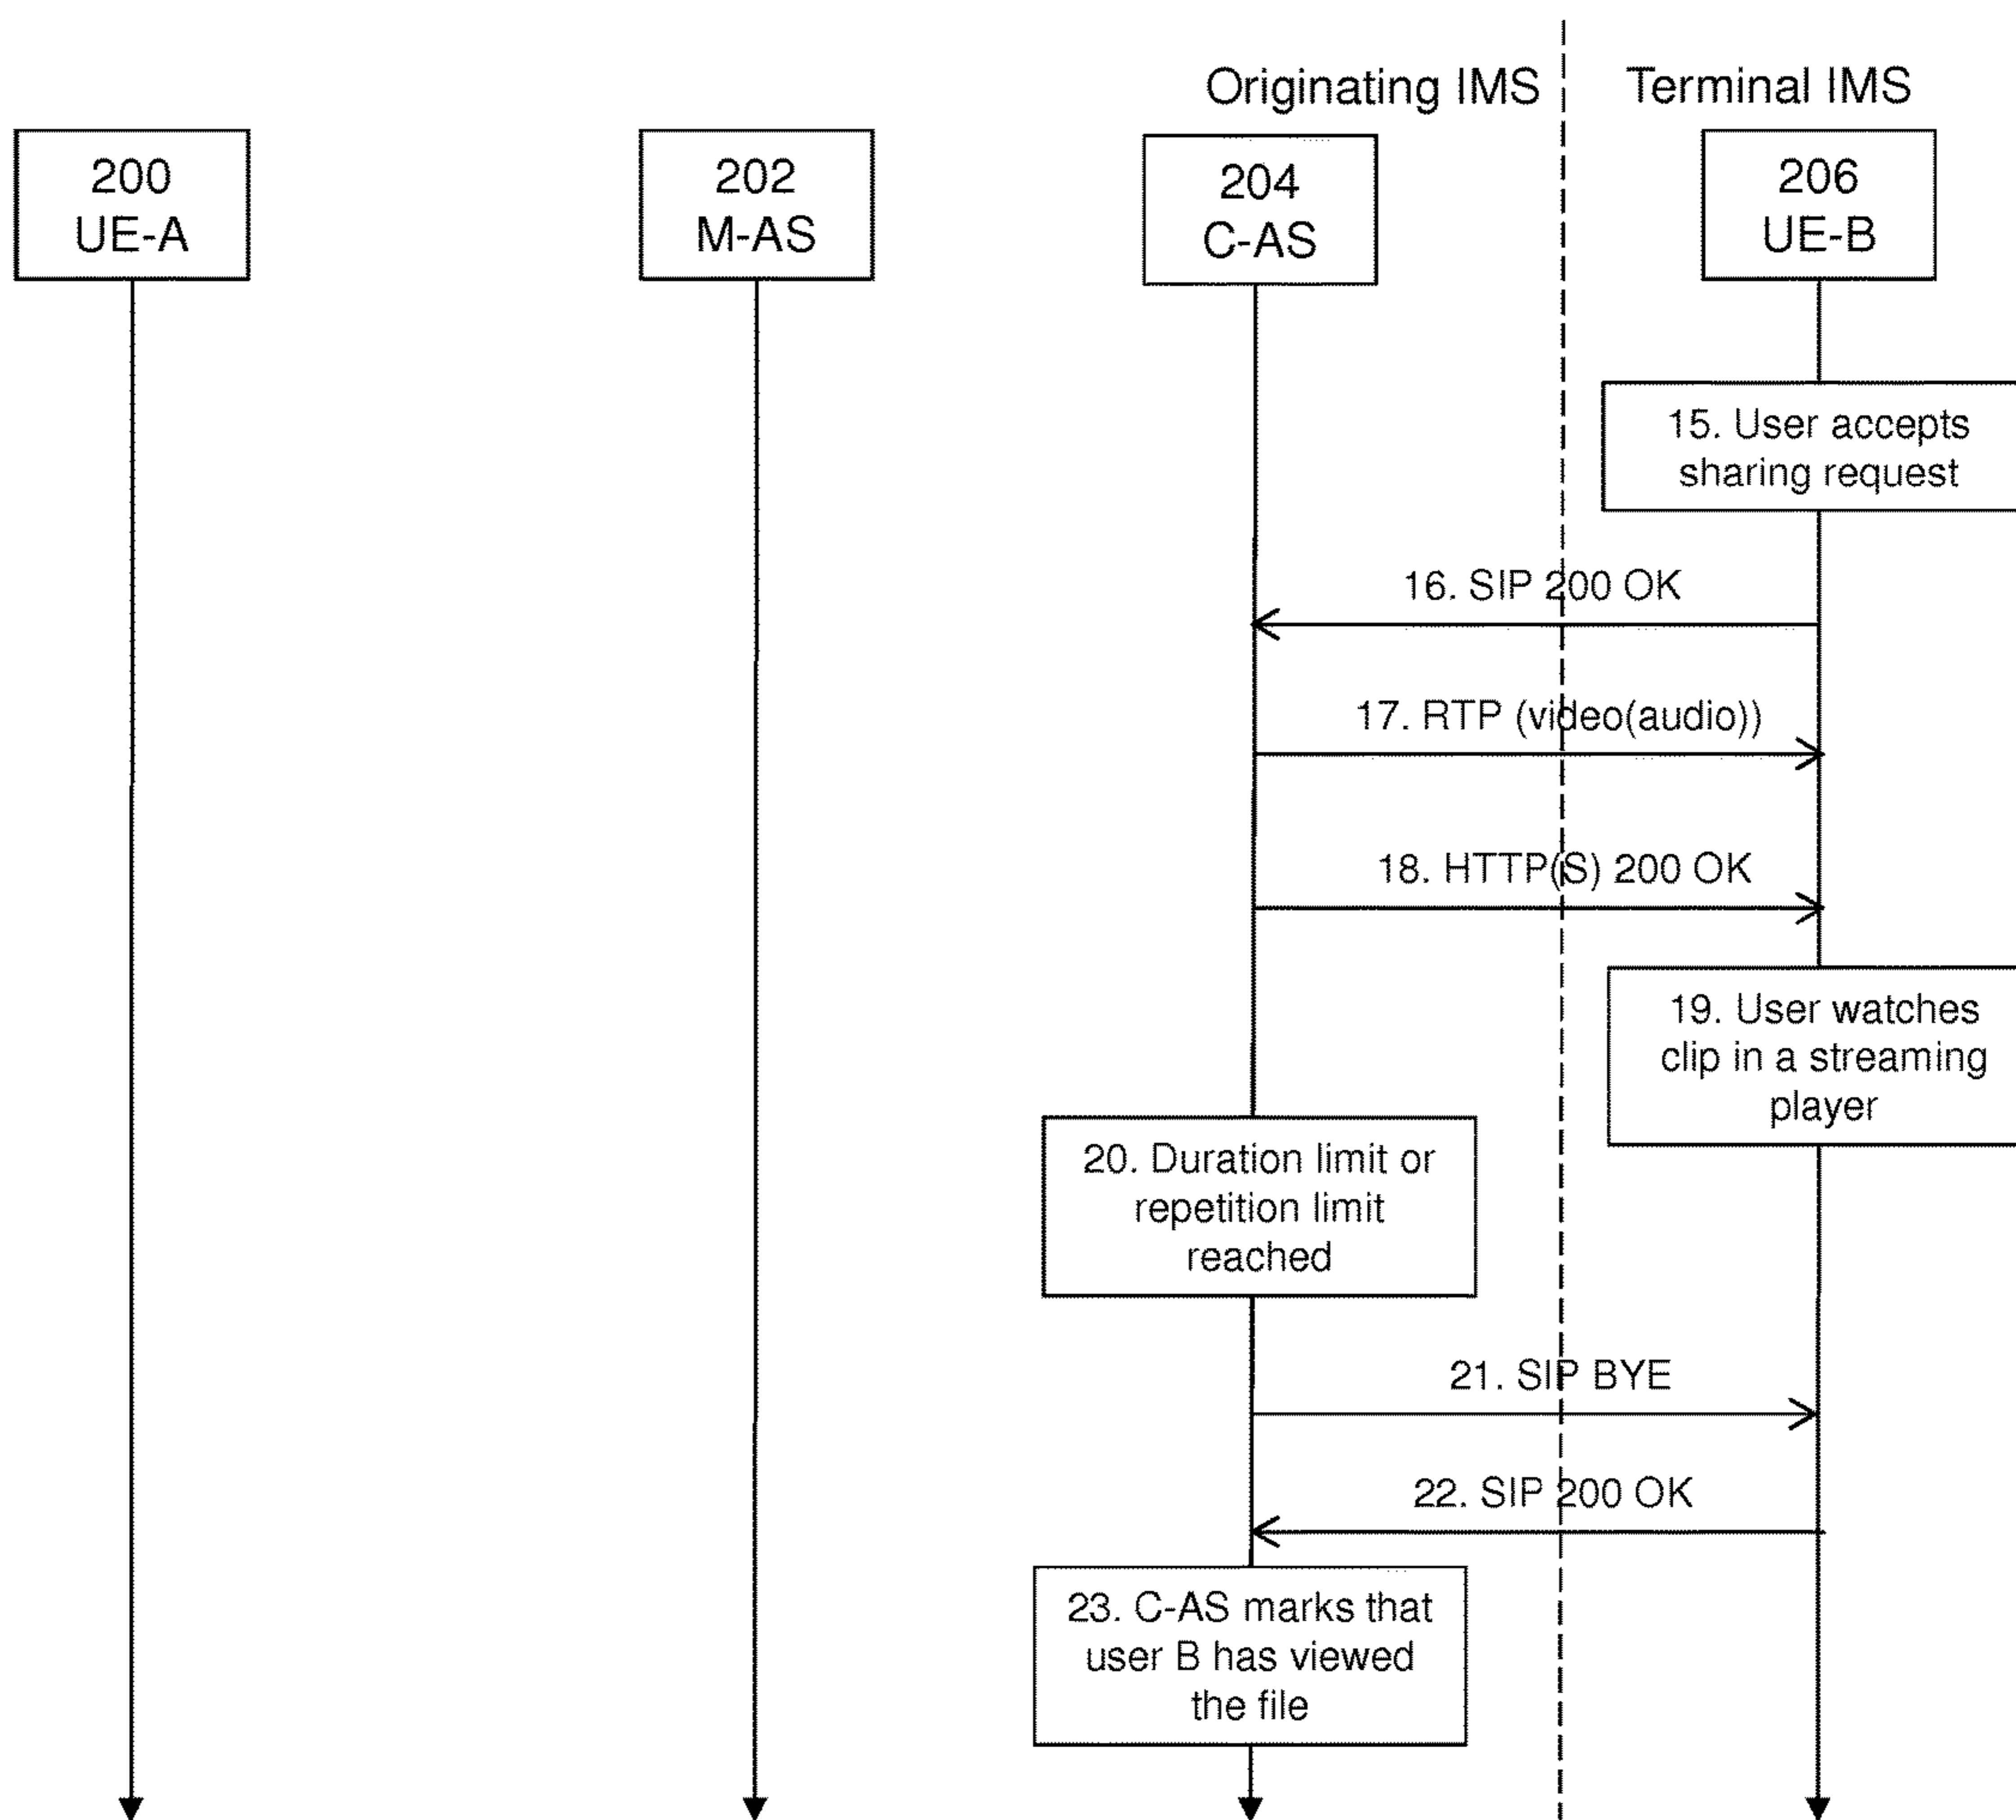 Originating IMS
Terminal IMS
200
UE-A
202
M-AS
204
C-AS
206
UE-B
15. User accepts
sharing request
16. SIP 200 OK
17. RTP (video(audio))
18. HTTP(S) 200 OK
19. User watches
clip in a streaming
player
20. Duration limit or
repetition limit
reached
21. SIP BYE
22. SIP 200 OK
23. C-AS marks that
user B has viewed
the file